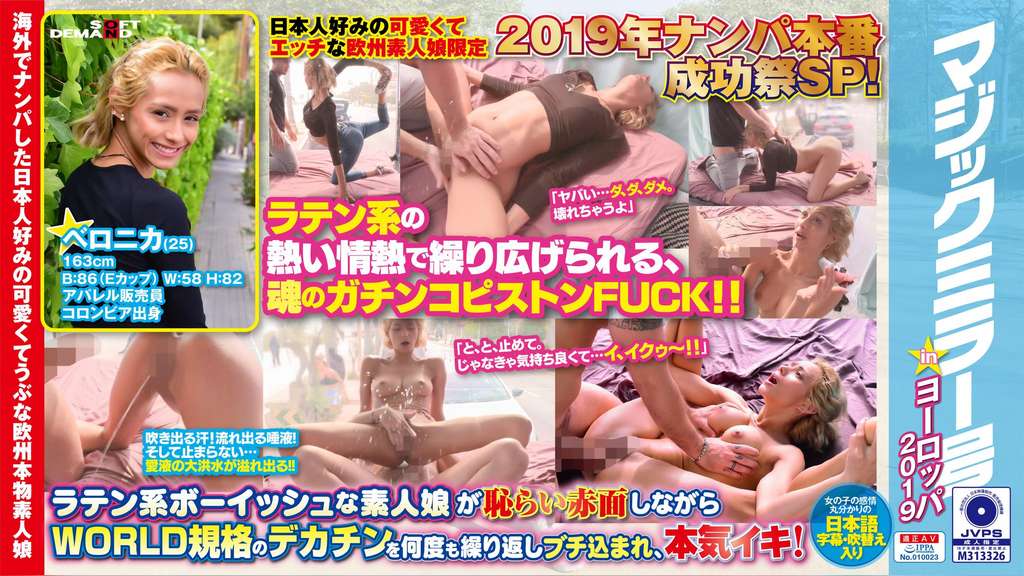 海外でナンパした日本人好みの可愛くてうぶな欧州本物素人娘
SOFT
ON
DEMAND
日本人好みの可愛くて
エッチな欧州素人娘限定
2019年ナンパ本番
成功祭SP!
ベロニカ(25)
163cm
B:86(Eカップ) W:58 H:82
アパレル販売員
コロンビア出身
「ヤバい…ダ、ダ、ダメ。
壊れちゃうよ」
ラテン系の
熱い情熱で繰り広げられる、
魂のガチンコピストンFUCK!!
「と、と、止めて。
じゃなきゃ気持ち良くて…イ、イクゥ〜!!」
吹き出る汗!流れ出る唾液!
そして止まらない…
愛液の大洪水が溢れ出る!!
ラテン系ボーイッシュな素人娘が恥らい赤面しながら
WORLD規格のデカチンを何度も繰り返しブチ込まれ、本気イキ!
女の子の感情
丸分かりの
日本語
字幕・吹替え
入り
マジックミラー号
in
ヨーロッパ
2019
適正AV
IPPA
No.010023
JVPS
成人指定
M313326